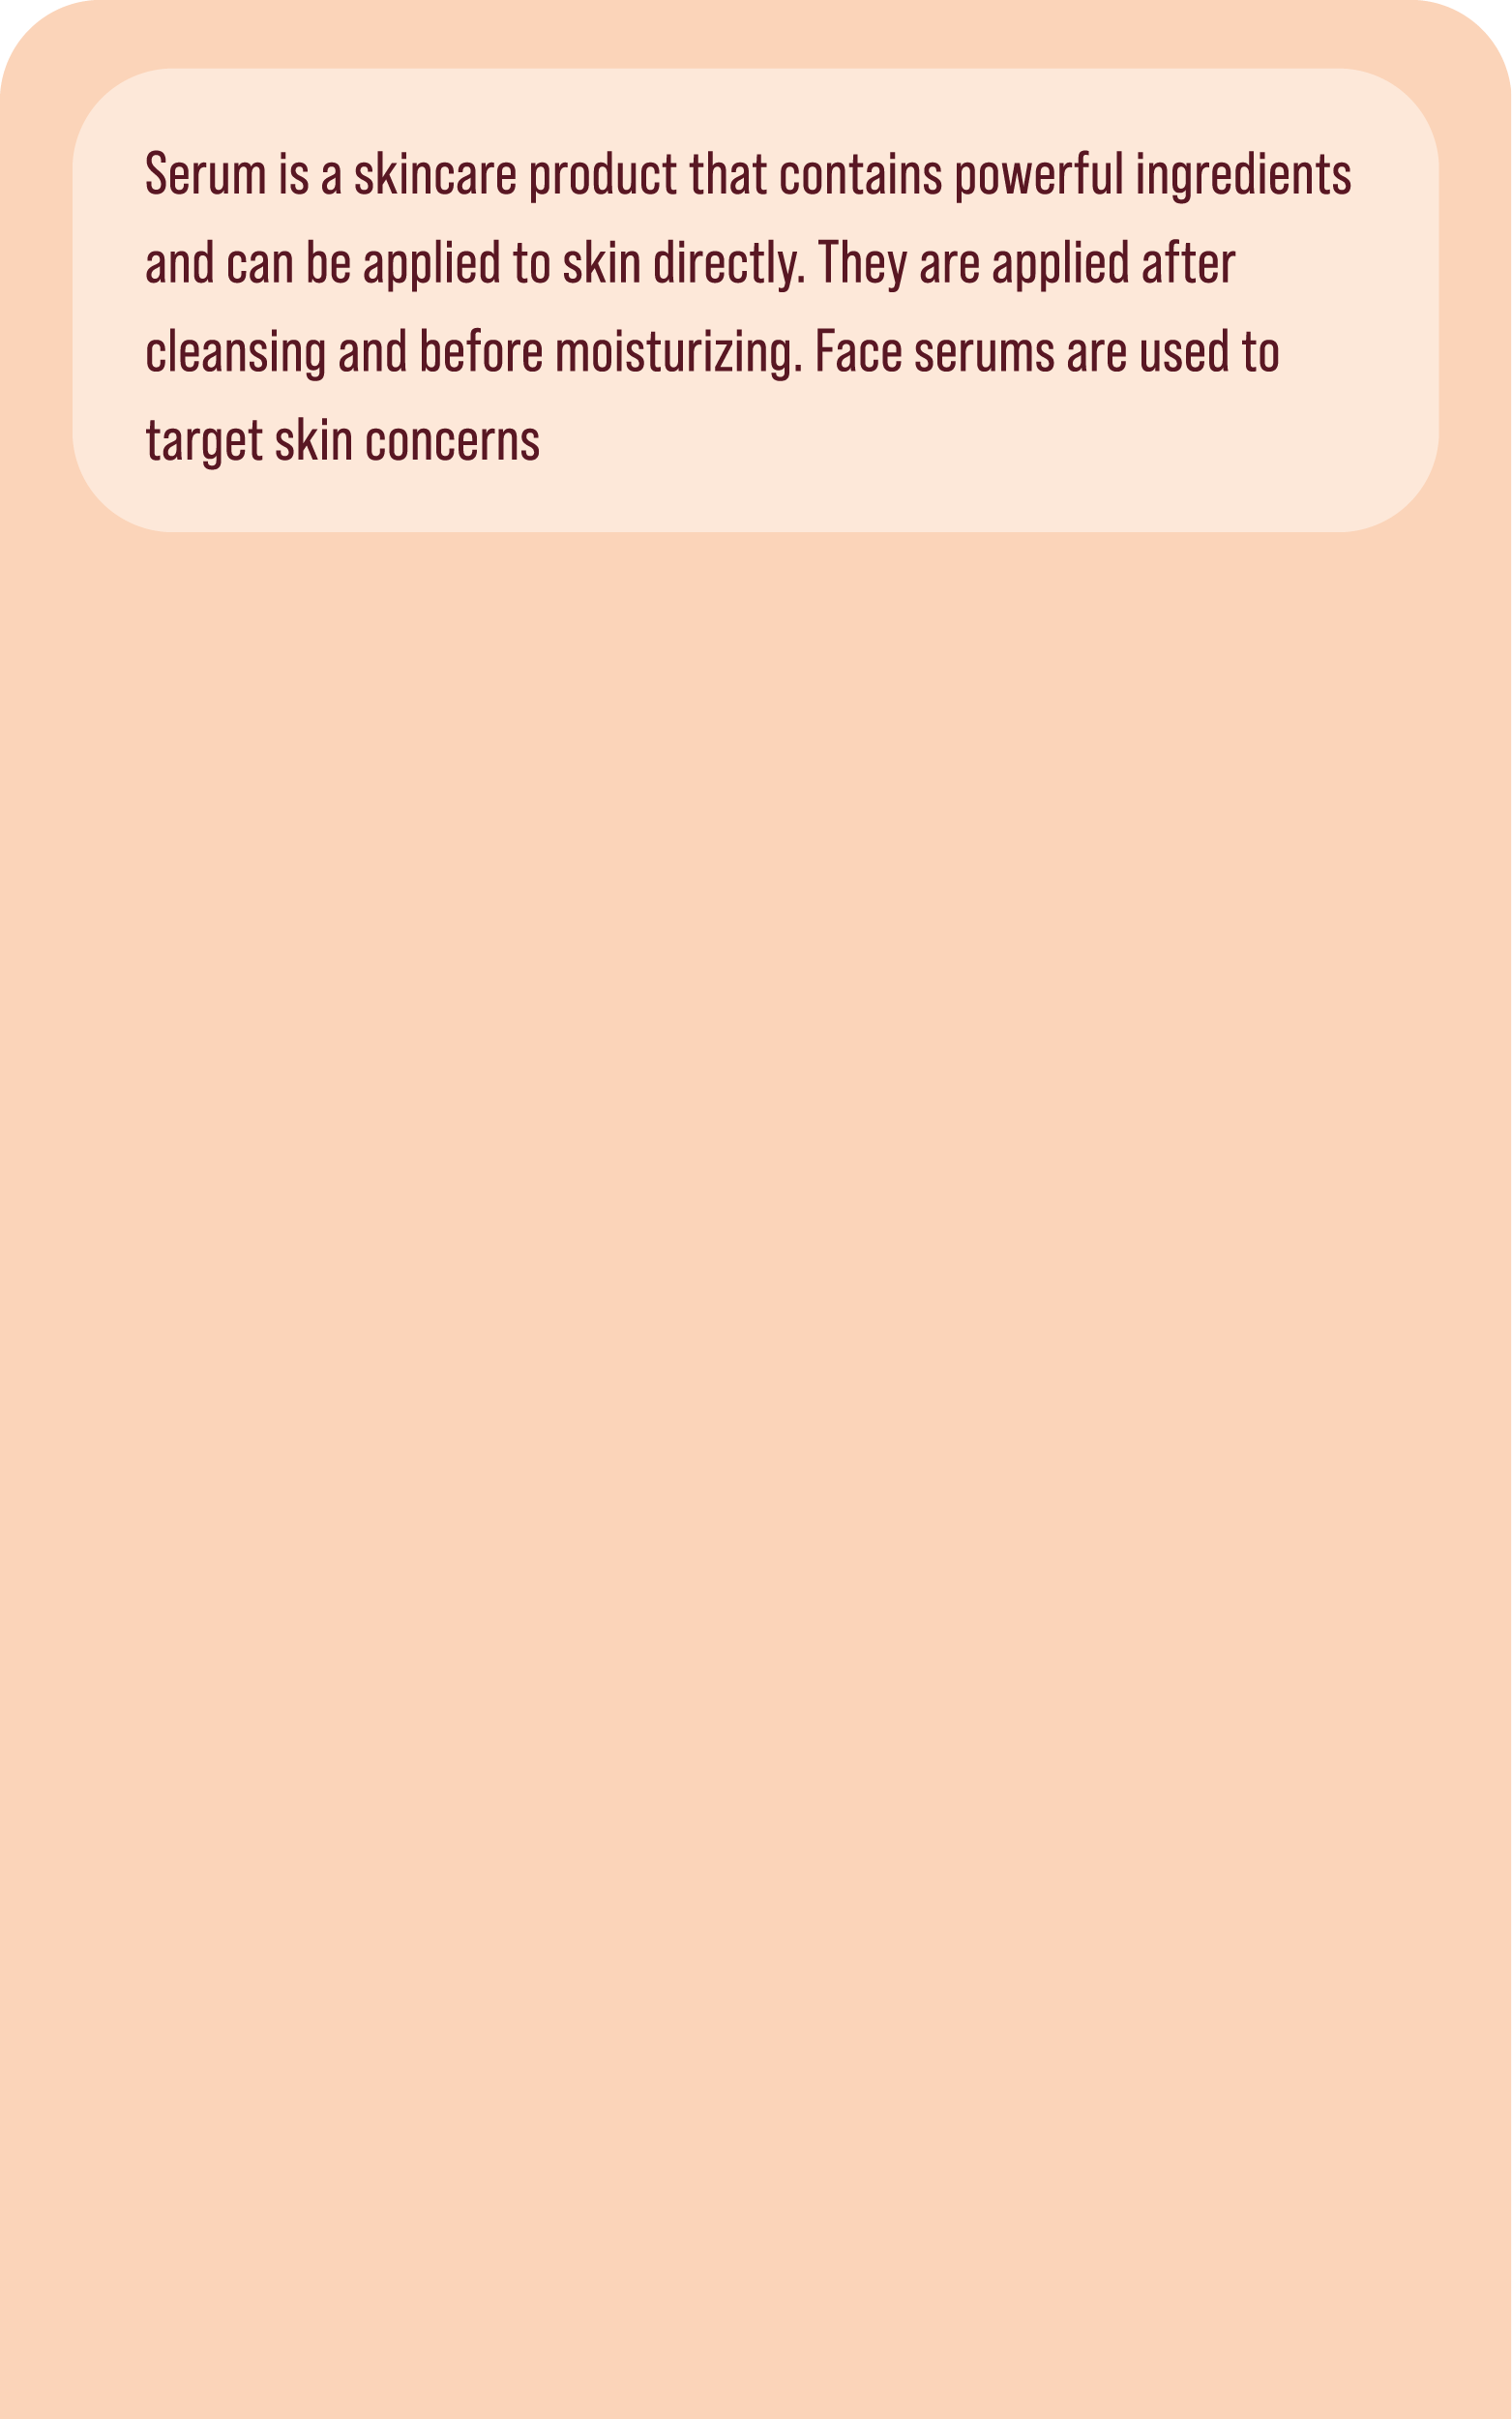 Serum is a skincare product that contains powerful ingredients
and can be applied to skin directly. They are applied after
cleansing and before moisturizing. Face serums are used to
target skin concerns